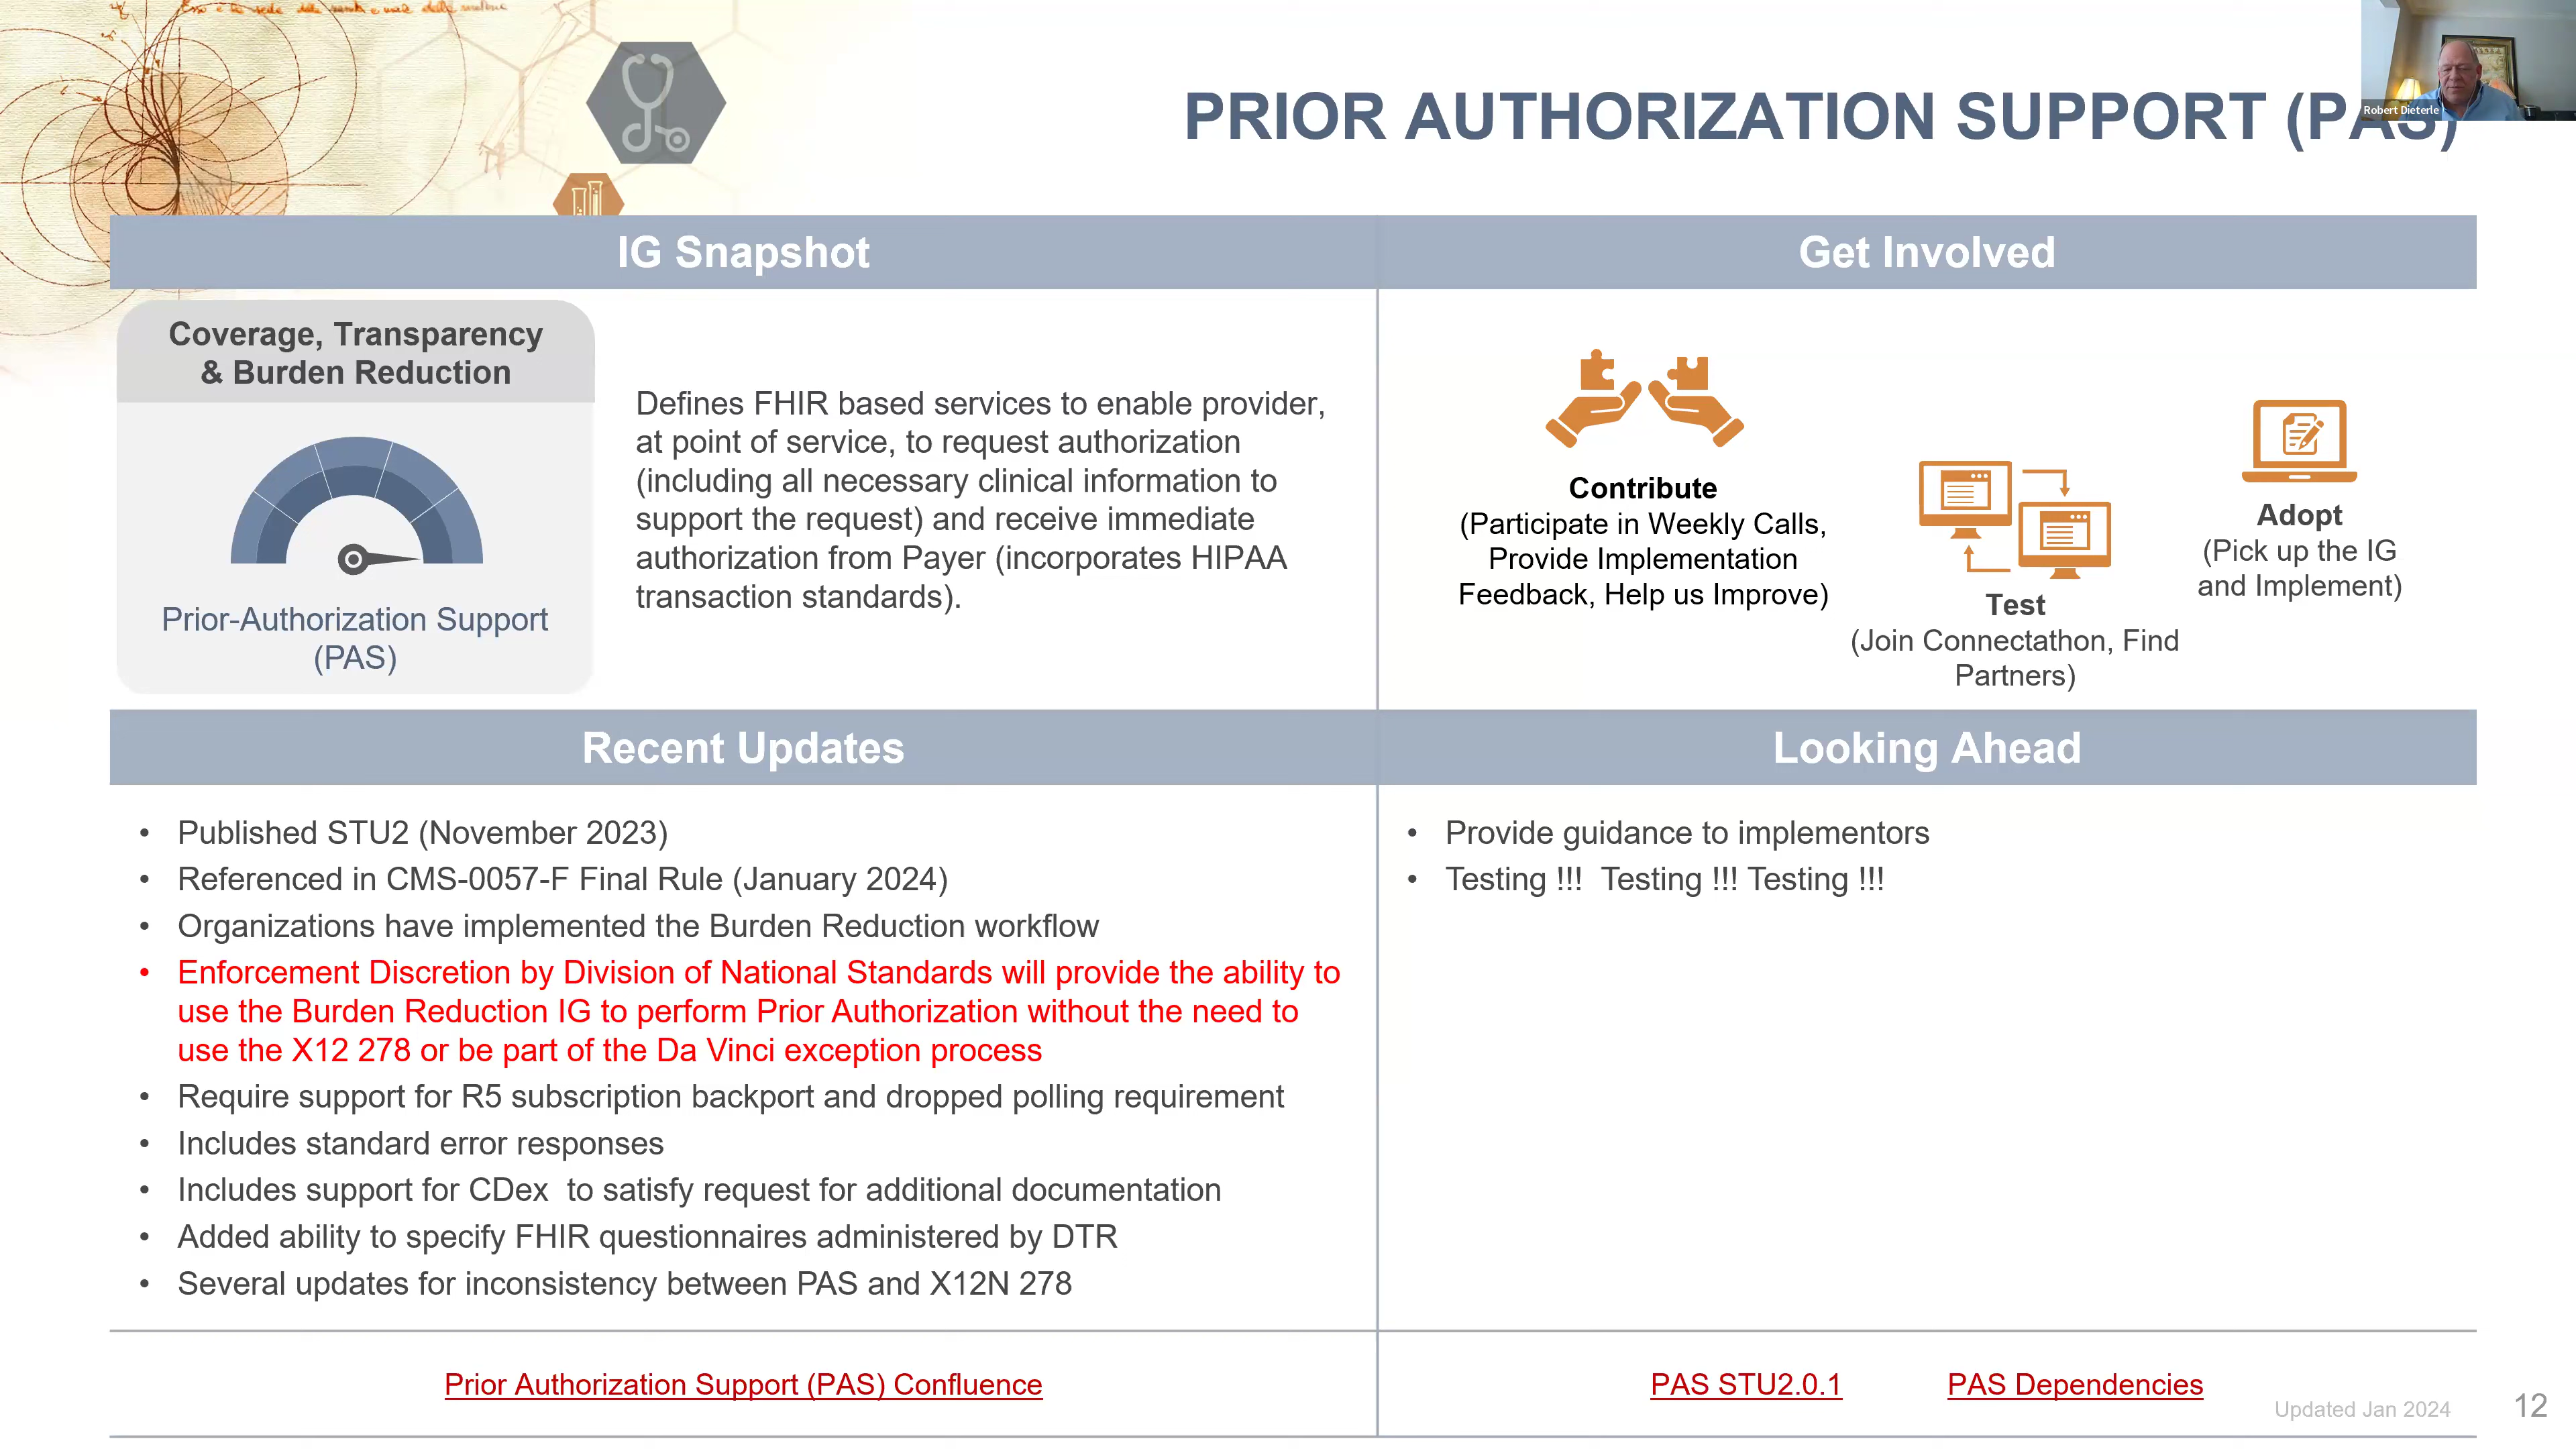 PRIOR AUTHORIZATION SUPPORT (PAS)
Robert Dieterle
IG Snapshot
Get Involved
Coverage, Transparency
& Burden Reduction
Prior-Authorization Support
(PAS)
Defines FHIR based services to enable provider,
at point of service, to request authorization
(including all necessary clinical information to
support the request) and receive immediate
authorization from Payer (incorporates HIPAA
transaction standards).
Contribute
(Participate in Weekly Calls,
Provide Implementation
Feedback, Help us Improve)
Test
(Join Connectathon, Find
Partners)
Adopt
(Pick up the IG
and Implement)
Recent Updates
Looking Ahead
• Published STU2 (November 2023)
• Referenced in CMS-0057-F Final Rule (January 2024)
• Organizations have implemented the Burden Reduction workflow
• Enforcement Discretion by Division of National Standards will provide the ability to
use the Burden Reduction IG to perform Prior Authorization without the need to
use the X12 278 or be part of the Da Vinci exception process
• Require support for R5 subscription backport and dropped polling requirement
• Includes standard error responses
• Includes support for CDex  to satisfy request for additional documentation
• Added ability to specify FHIR questionnaires administered by DTR
• Several updates for inconsistency between PAS and X12N 278
• Provide guidance to implementors
• Testing !!!  Testing !!! Testing !!!
Prior Authorization Support (PAS) Confluence
PAS STU2.0.1
PAS Dependencies
Updated Jan 2024
12